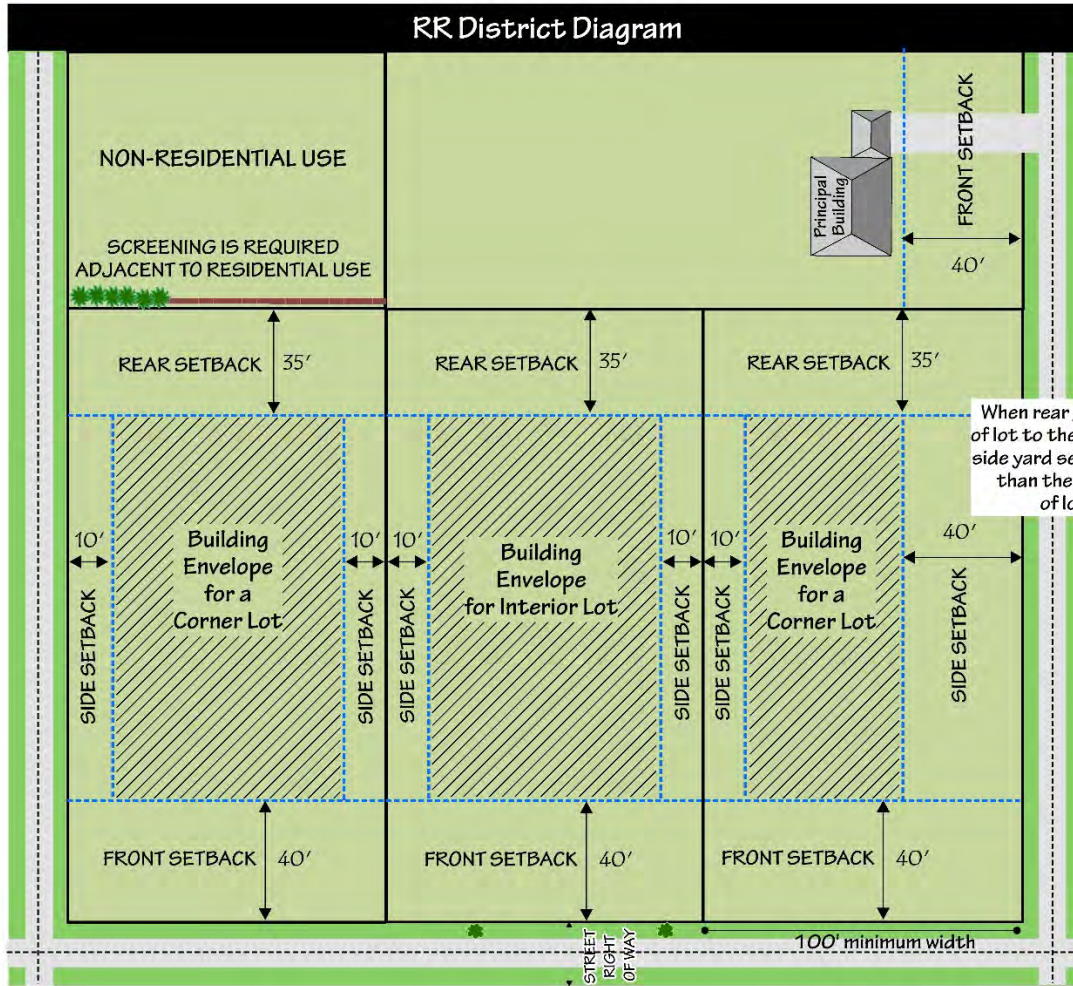 RR District Diagram
NON-RESIDENTIAL USE
SCREENING IS REQUIRED
ADJACENT TO RESIDENTIAL USE
Principal
Building
FRONT SETBACK
40'
REAR SETBACK 35'
REAR SETBACK 35'
REAR SETBACK 35'
When rear
of lot to the
side yard se
than the
of lo
10'
SIDE SETBACK
Building
Envelope
for a
Corner Lot
10'
SIDE SETBACK
10'
SIDE SETBACK
Building
Envelope
for Interior Lot
10'
SIDE SETBACK
10'
SIDE SETBACK
Building
Envelope
for a
Corner Lot
40'
SIDE SETBACK
FRONT SETBACK 40'
FRONT SETBACK 40'
FRONT SETBACK 40'
STREET
RIGHT
OF WAY
100' minimum width